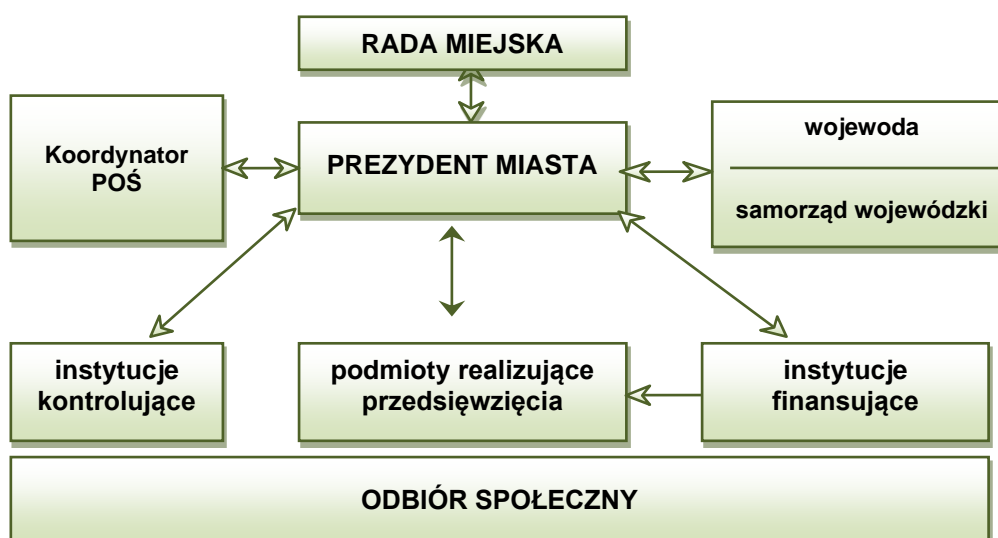 RADA MIEJSKA
Koordynator
POŚ
PREZYDENT MIASTA
wojewoda
samorząd wojewódzki
instytucje
kontrolujące
podmioty realizujące
przedsięwzięcia
instytucje
finansujące
ODBIÓR SPOŁECZNY